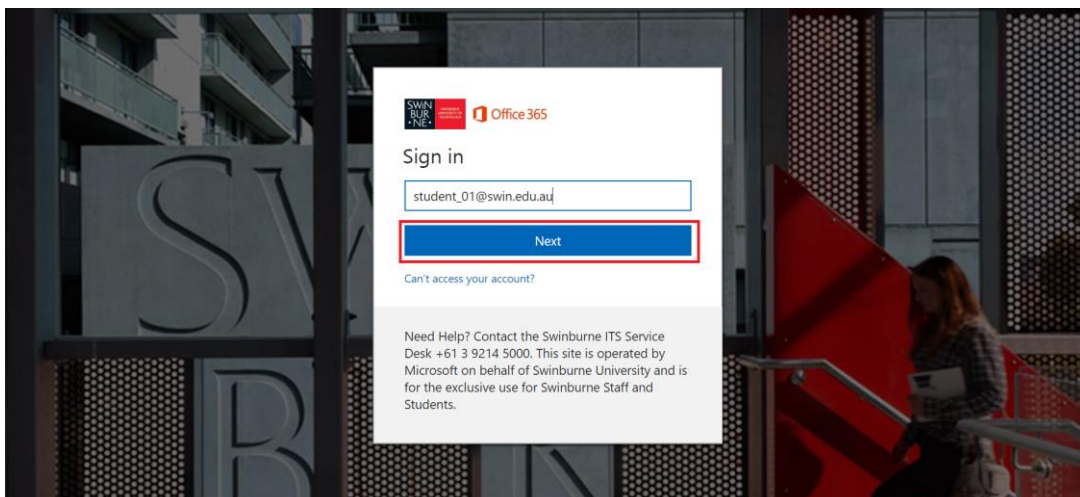 SWIN
BUR
•NE•
Office 365
Sign in
student_01@swin.edu.au
Next
Can't access your account?
Need Help? Contact the Swinburne ITS Service
Desk +61 3 9214 5000. This site is operated by
Microsoft on behalf of Swinburne University and is
for the exclusive use for Swinburne Staff and
Students.